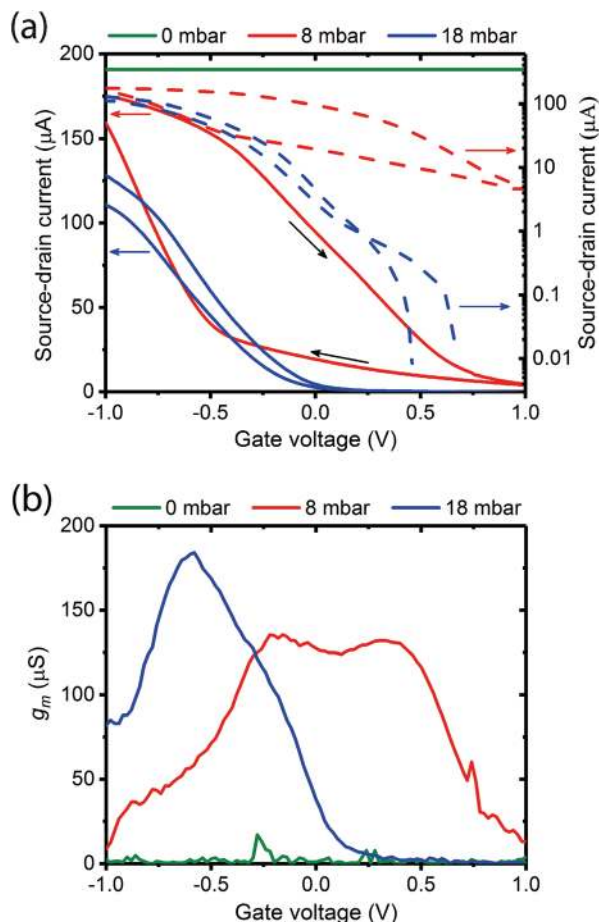 (a)
0 mbar 8 mbar 18 mbar
200
150
100
50
0
Source-drain current (μA)
100
10
1
0.1
0.01
Source-drain current (μA)
-1.0 -0.5 0.0 0.5 1.0
Gate voltage (V)
(b)
0 mbar 8 mbar 18 mbar
200
150
100
50
0
gm (μS)
-1.0 -0.5 0.0 0.5 1.0
Gate voltage (V)